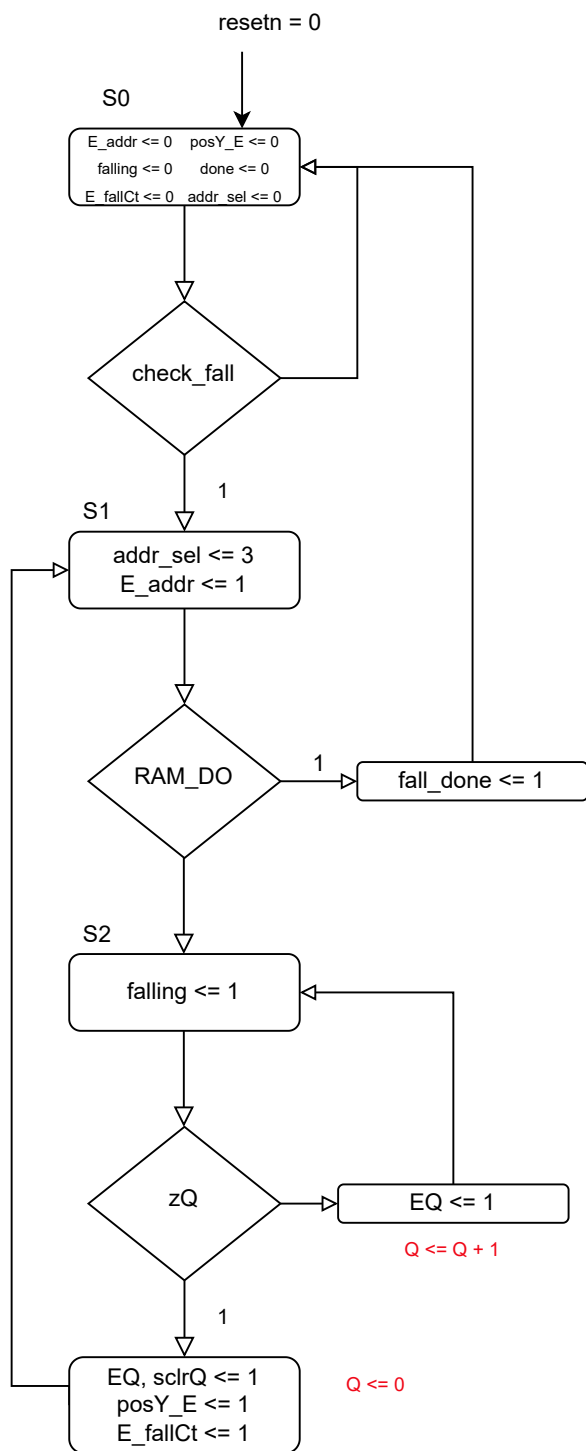 resetn = 0
S0
E_addr <= 0 posY_E <= 0
falling <= 0 done <= 0
E_fallCt <= 0 addr_sel <= 0
check_fall
1
S1
addr_sel <= 3
E_addr <= 1
RAM_DO
1
fall_done <= 1
S2
falling <= 1
zQ
EQ <= 1
Q <= Q + 1
1
EQ, sclrQ <= 1
posY_E <= 1
E_fallCt <= 1
Q <= 0